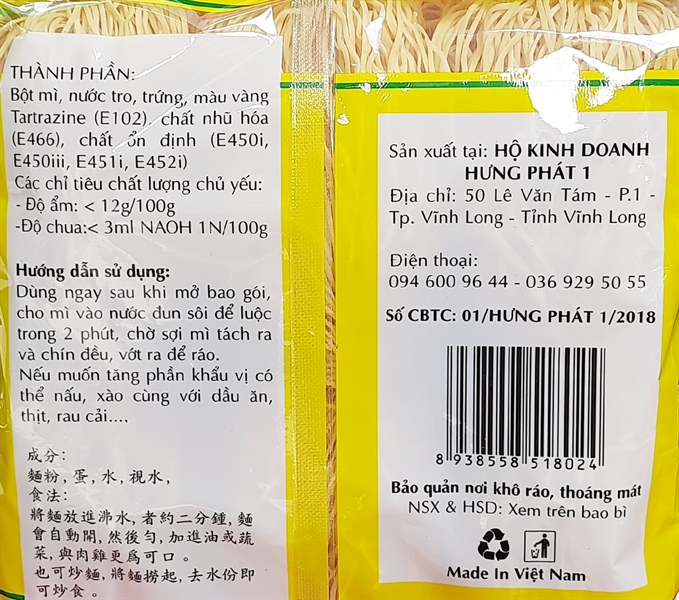 THÀNH PHẦN:
Bột mì, nước tro, trứng, màu vàng
Tartrazine (E102), chất nhũ hóa
(E466), chất ổn định (E450i,
E450iii, E451i, E452i)
Các chỉ tiêu chất lượng chủ yếu:
- Độ ẩm: < 12g/100g
-Độ chua:< 3ml NAOH 1N/100g
Hướng dẫn sử dụng:
Dùng ngay sau khi mở bao gói,
cho mì vào nước đun sôi để luộc
trong 2 phút, chờ sợi mì tách ra
và chín đều, vớt ra để ráo.
Nếu muốn tăng phần khẩu vị có
thể nấu, xào cùng với dầu ăn,
thịt, rau cải....
成分:
麵粉, 蛋, 水, 視水,
食法:
將麵放進沸水, 者約二分鍾, 麵
會自動開, 然後勻, 加進油或蔬
菜, 與肉雞更爲可口。
也可炒麵, 將麵撈起, 去水份即
可炒食。
Sản xuất tại: HỘ KINH DOANH
HƯNG PHÁT 1
Địa chỉ: 50 Lê Văn Tám - P.1 -
Tp. Vĩnh Long - Tỉnh Vĩnh Long
Điện thoại:
094 600 96 44 - 036 929 50 55
Số CBTC: 01/HƯNG PHÁT 1/2018
8 938558 518024
Bảo quản nơi khô ráo, thoáng mát
NSX & HSD: Xem trên bao bì
Made In Việt Nam